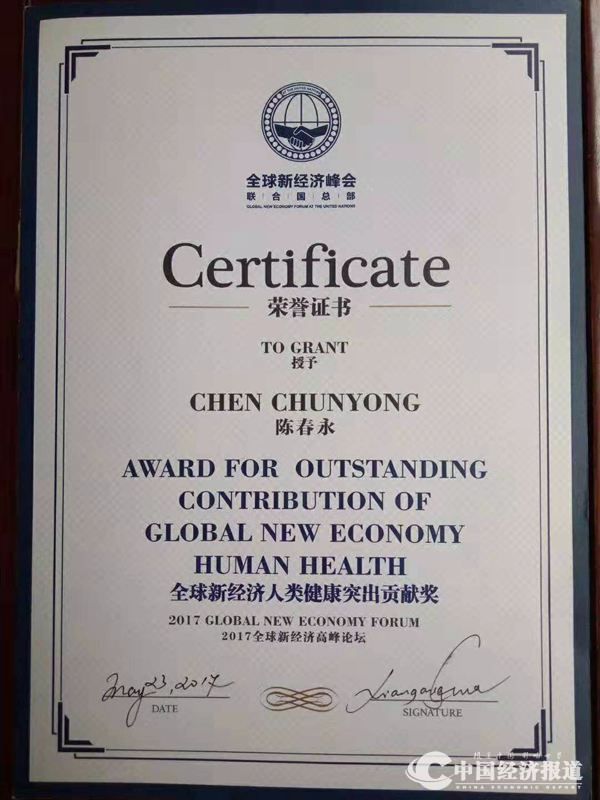 全球新经济峰会
联合国总部
GLOBAL NEW ECONOMY FORUM AT THE UNITED NATIONS
Certificate
荣誉证书
TO GRANT
授予
CHEN CHUNYONG
陈春永
AWARD FOR OUTSTANDING
CONTRIBUTION OF
GLOBAL NEW ECONOMY
HUMAN HEALTH
全球新经济人类健康突出贡献奖
2017 GLOBAL NEW ECONOMY FORUM
2017全球新经济高峰论坛
May 23, 2017
DATE
SIGNATURE
中国经济报道
CHINA ECONOMIC REPORT